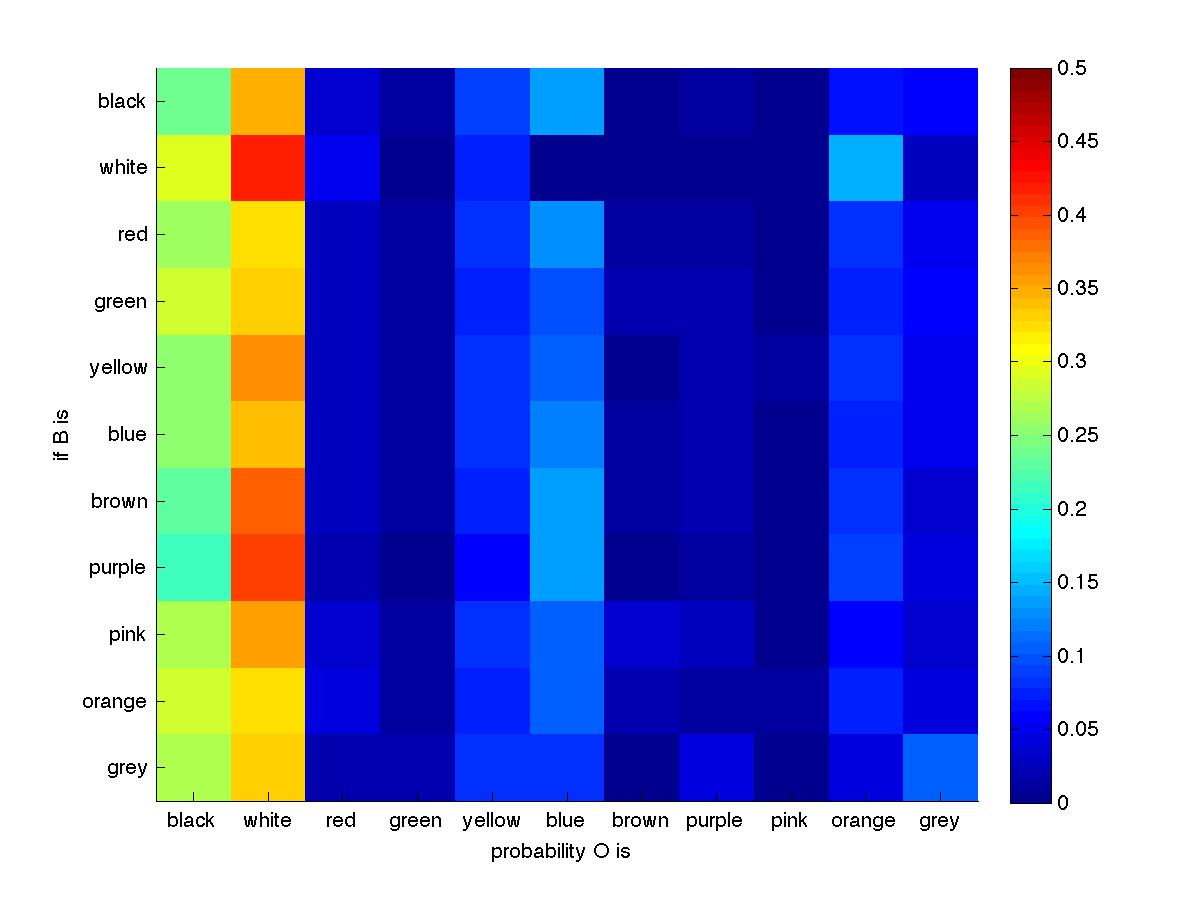 black
white
red
green
yellow
blue
brown
purple
pink
orange
grey
if B is
black white red green yellow blue brown purple pink orange grey
probability O is
0.5
0.45
0.4
0.35
0.3
0.25
0.2
0.15
0.1
0.05
0